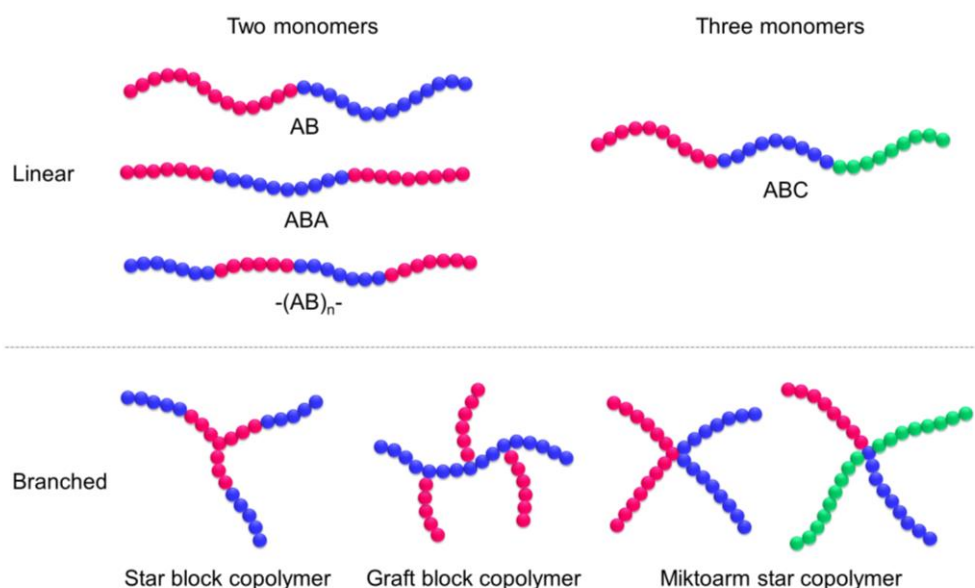 Two monomers
Three monomers
AB
Linear
ABC
ABA
-(AB)n-
Branched
Star block copolymer
Graft block copolymer
Miktoarm star copolymer